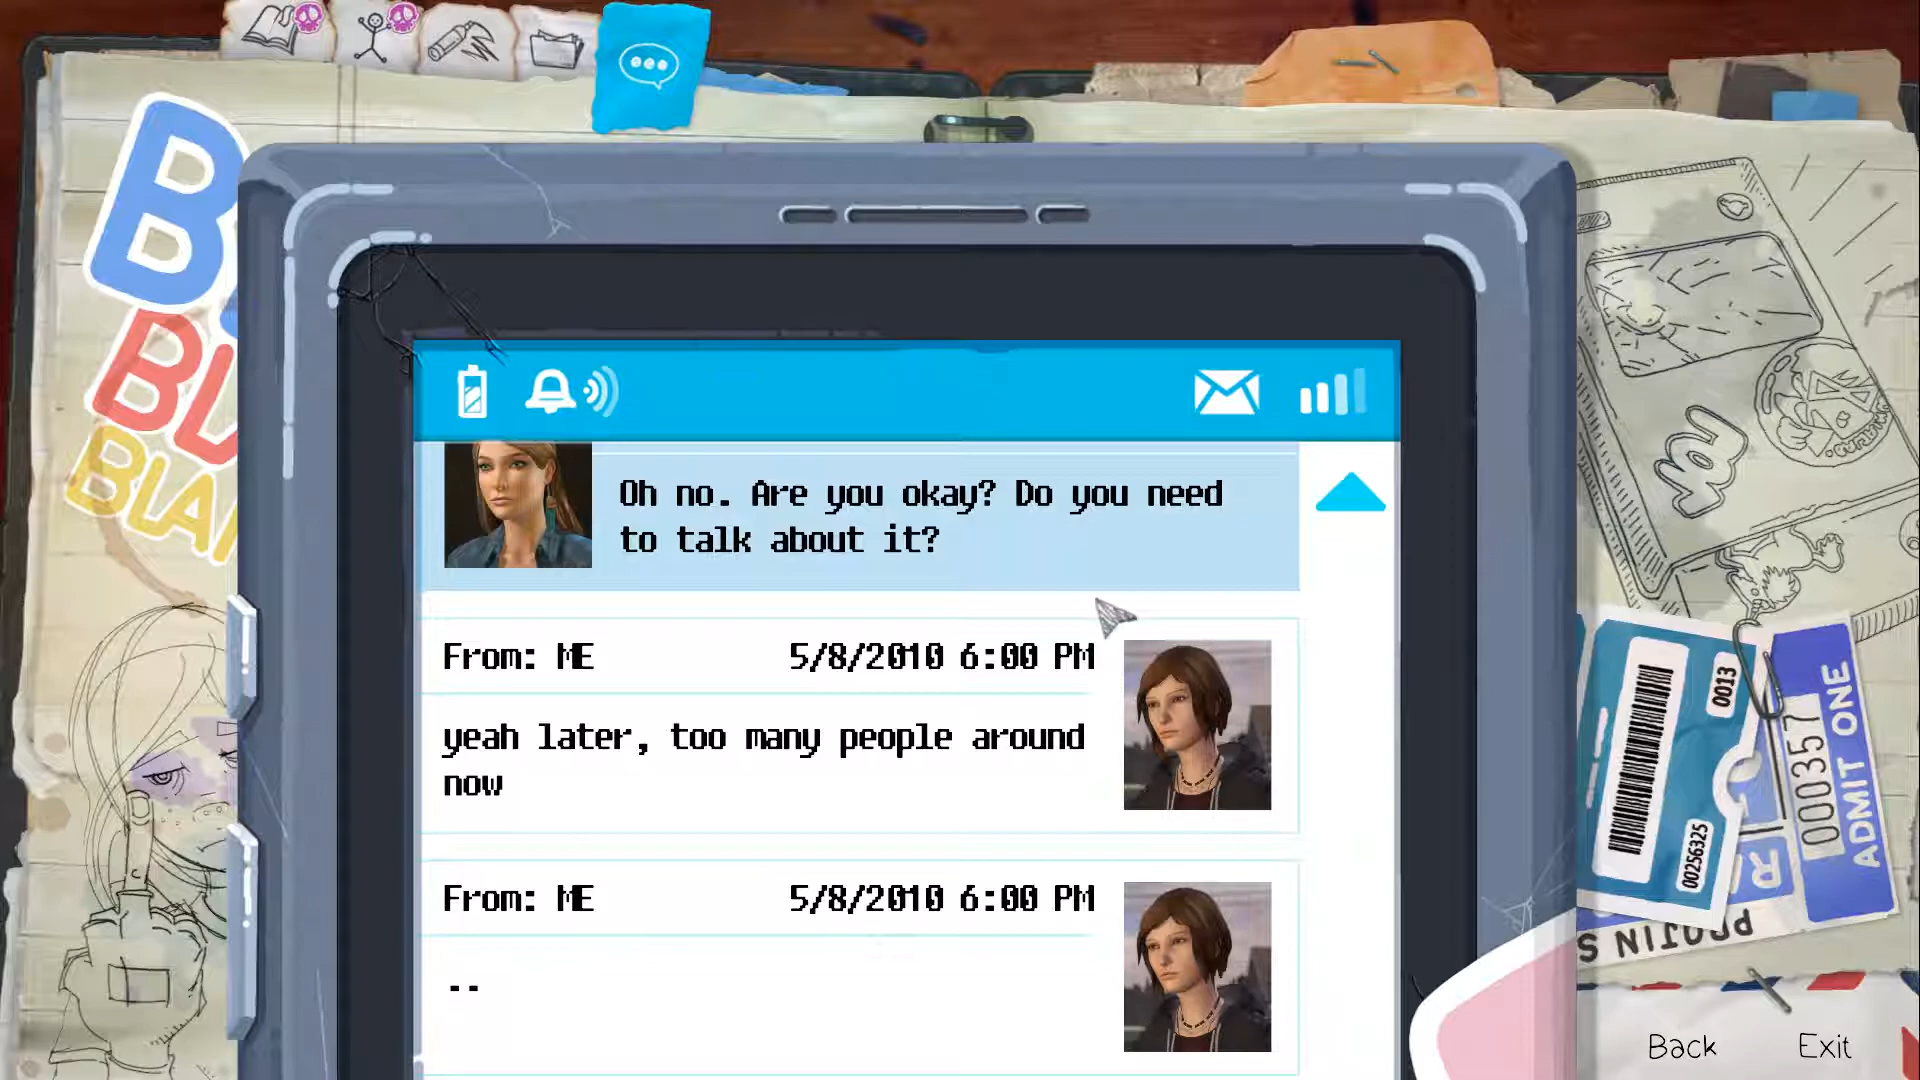 Oh no. Are you okay? Do you need
to talk about it?
From: ME 5/8/2010 6:00 PM
yeah later, too many people around
now
From: ME 5/8/2010 6:00 PM
..
BLA
0013
00256325
000357
ADMIT ONE
Back Exit